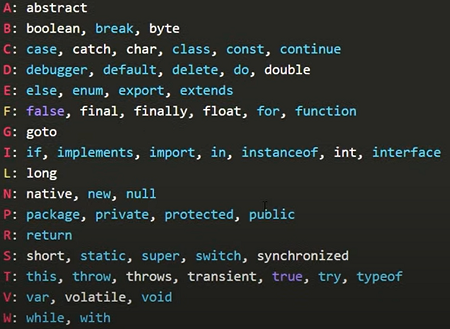 A: abstract
B: boolean, break, byte
C: case, catch, char, class, const, continue
D: debugger, default, delete, do, double
E: else, enum, export, extends
F: false, final, finally, float, for, function
G: goto
I: if, implements, import, in, instanceof, int, interface
L: long
N: native, new, null
P: package, private, protected, public
R: return
S: short, static, super, switch, synchronized
T: this, throw, throws, transient, true, try, typeof
V: var, volatile, void
W: while, with